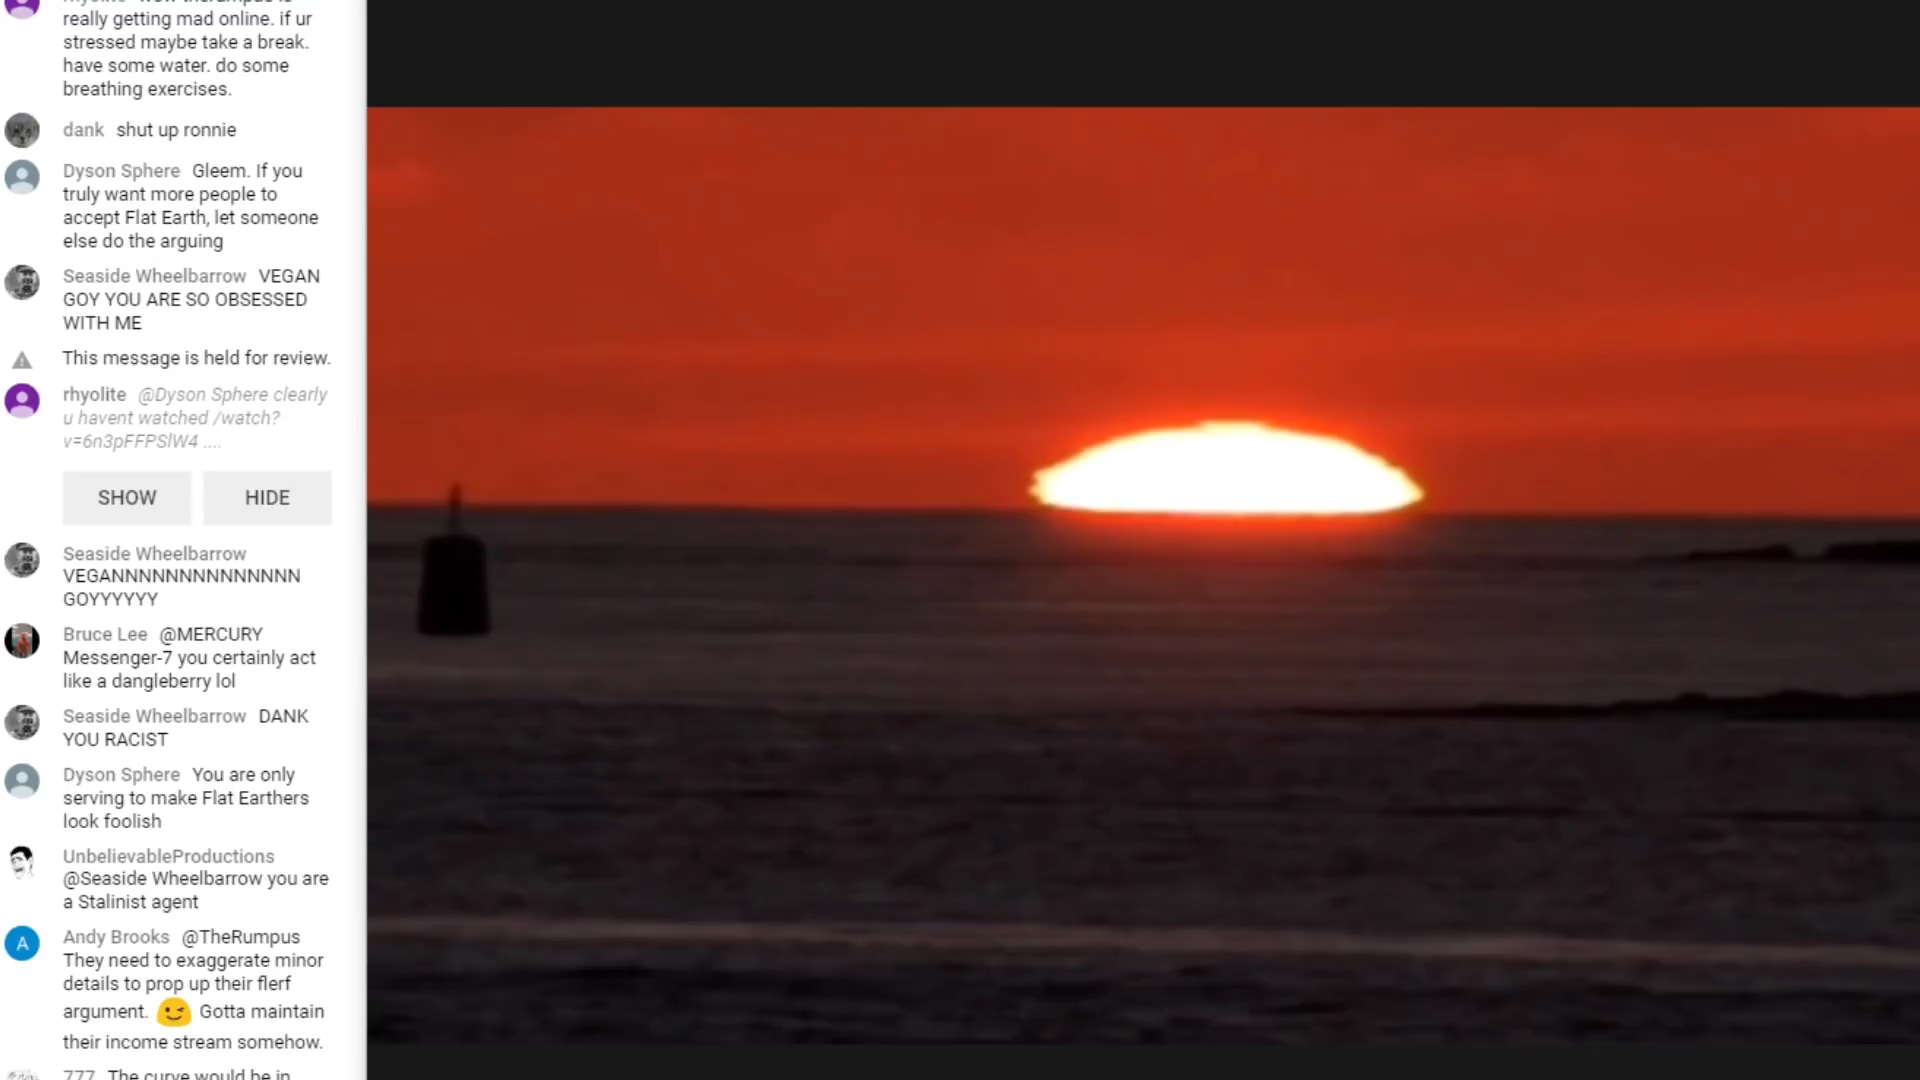 really getting mad online. if ur
stressed maybe take a break.
have some water. do some
breathing exercises.
dank shut up ronnie
Dyson Sphere Gleem. If you
truly want more people to
accept Flat Earth, let someone
else do the arguing
Seaside Wheelbarrow VEGAN
GOY YOU ARE SO OBSESSED
WITH ME
This message is held for review.
rhyolite @Dyson Sphere clearly
u havent watched /watch?
v=6n3pFFPSlW4 ....
SHOW HIDE
Seaside Wheelbarrow
VEGANNNNNNNNNNNNNN
GOYYYYYY
Bruce Lee @MERCURY
Messenger-7 you certainly act
like a dangleberry lol
Seaside Wheelbarrow DANK
YOU RACIST
Dyson Sphere You are only
serving to make Flat Earthers
look foolish
UnbelievableProductions
@Seaside Wheelbarrow you are
a Stalinist agent
A
Andy Brooks @TheRumpus
They need to exaggerate minor
details to prop up their flerf
argument. 😉 Gotta maintain
their income stream somehow.
777 The curve would be in